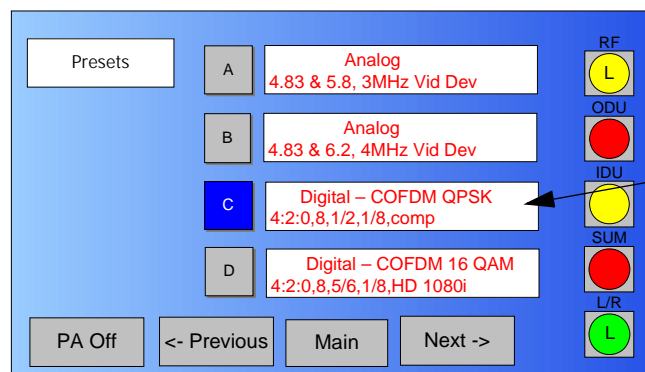 Presets
A
Analog
4.83 & 5.8, 3MHz Vid Dev
B
Analog
4.83 & 6.2, 4MHz Vid Dev
C
Digital – COFDM QPSK
4:2:0,8,1/2,1/8,comp
D
Digital – COFDM 16 QAM
4:2:0,8,5/6,1/8,HD 1080i
RF
L
ODU
IDU
SUM
L/R
L
PA Off
<- Previous
Main
Next ->